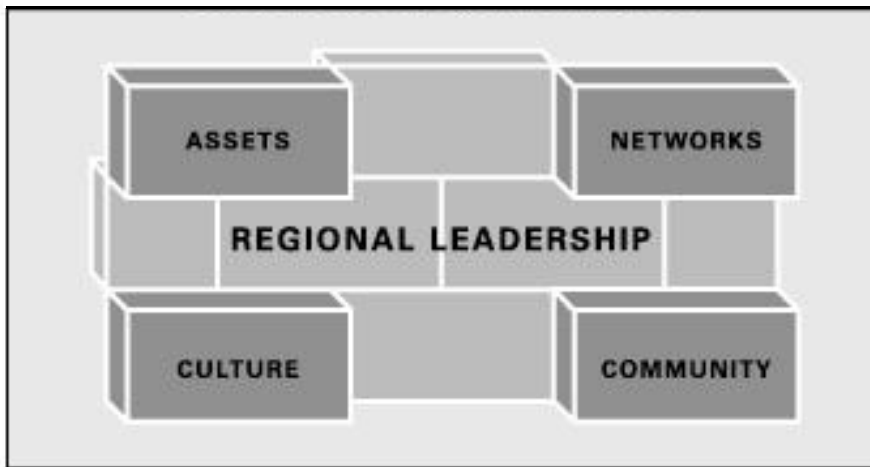 ASSETS
NETWORKS
REGIONAL LEADERSHIP
CULTURE
COMMUNITY